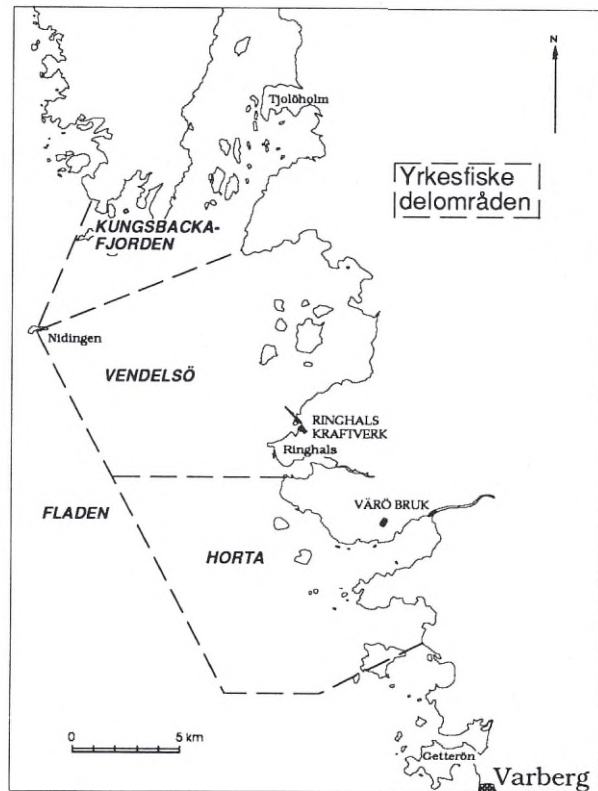 N
Tjolöholm
Yrkesfiske
delområden
KUNGSBACKA-
FJORDEN
Nidingen
VENDELSÖ
RINGHALS
KRAFTVERK
Ringhals
FLADEN
VÄRÖ BRUK
HORTA
0 5 km
Getterön
Varberg